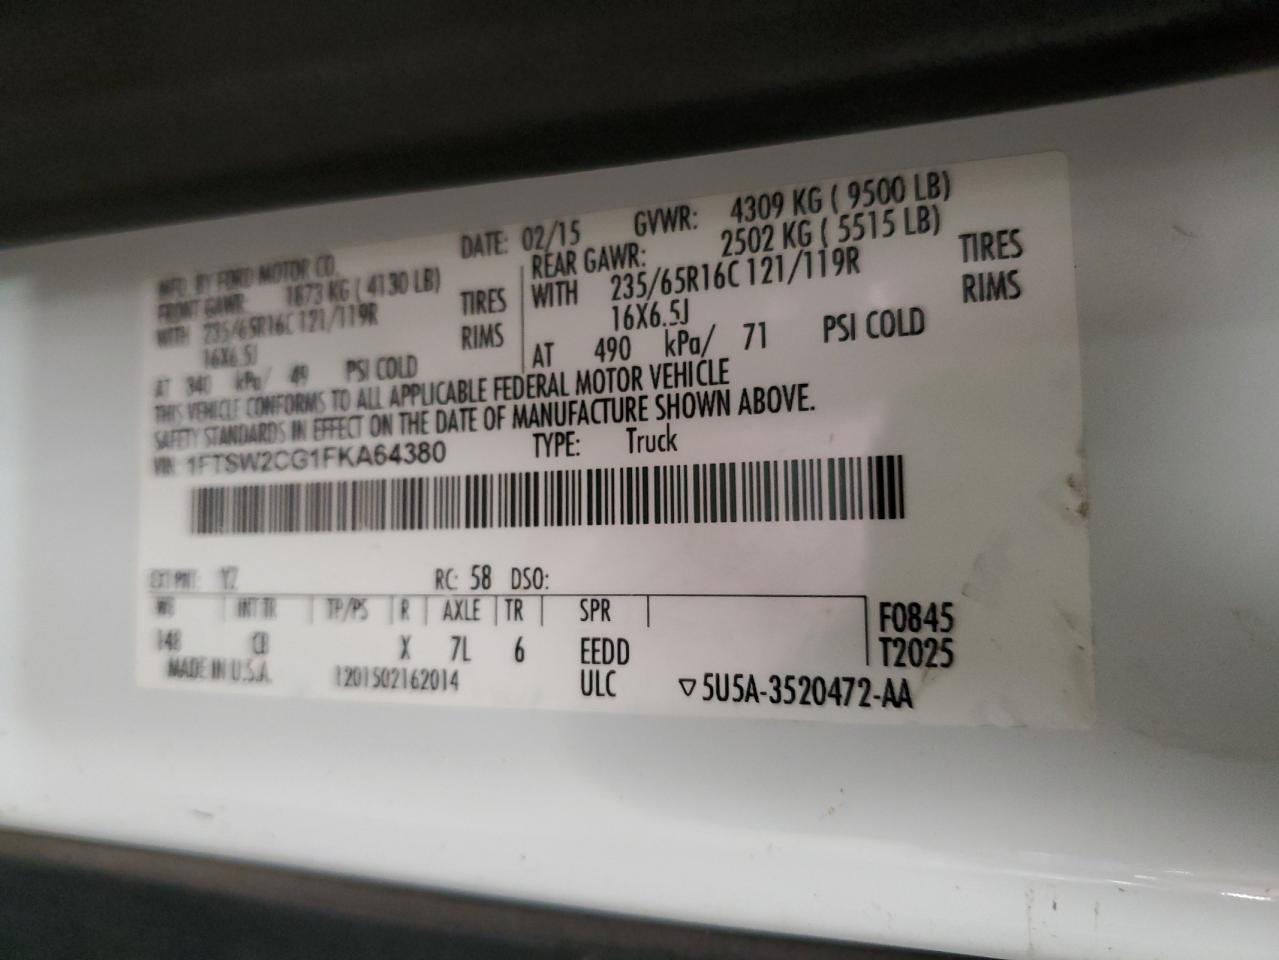 MFD. BY FORD MOTOR CO.
DATE: 02/15 GVWR: 4309 KG ( 9500 LB)
FRONT GAWR: 1873 KG ( 4130 LB)
WITH 235/65R16C 121/119R TIRES
16X6.5J RIMS
AT 340 kPa/ 49 PSI COLD
REAR GAWR: 2502 KG ( 5515 LB)
WITH 235/65R16C 121/119R TIRES
16X6.5J RIMS
AT 490 kPa/ 71 PSI COLD
THIS VEHICLE CONFORMS TO ALL APPLICABLE FEDERAL MOTOR VEHICLE
SAFETY STANDARDS IN EFFECT ON THE DATE OF MANUFACTURE SHOWN ABOVE.
VIN: 1FTSW2CG1FKA64380 TYPE: Truck
EXT PNT: YZ RC: 58 DSO:
WB INT TR TP/PS R AXLE TR SPR F0845
148 CB X 7L 6 EEDD T2025
MADE IN U.S.A. 1201502162014 ULC ▽5U5A-3520472-AA